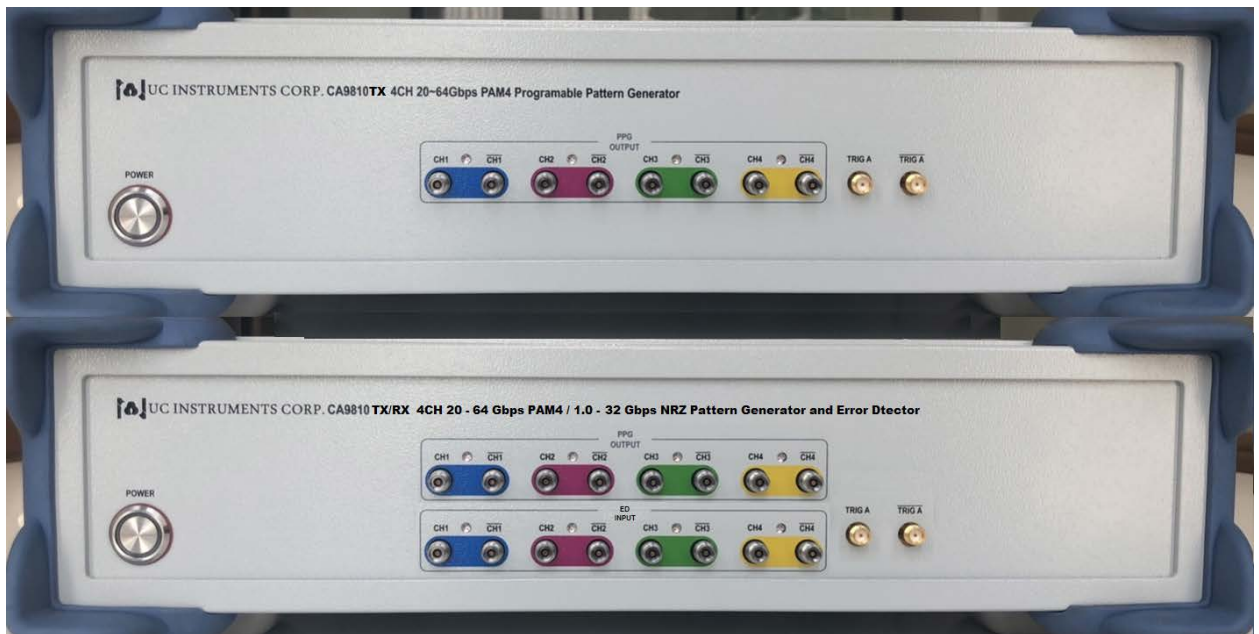 UC INSTRUMENTS CORP. CA9810TX 4CH 20~64Gbps PAM4 Programable Pattern Generator
PPG
OUTPUT
CH1 CH1 CH2 CH2 CH3 CH3 CH4 CH4 TRIG A TRIG A
POWER
UC INSTRUMENTS CORP. CA9810 TX/RX 4CH 20 - 64 Gbps PAM4 / 1.0 - 32 Gbps NRZ Pattern Generator and Error Dtector
PPG
OUTPUT
CH1 CH1 CH2 CH2 CH3 CH3 CH4 CH4
POWER
ED
INPUT
TRIG A TRIG A
CH1 CH1 CH2 CH2 CH3 CH3 CH4 CH4